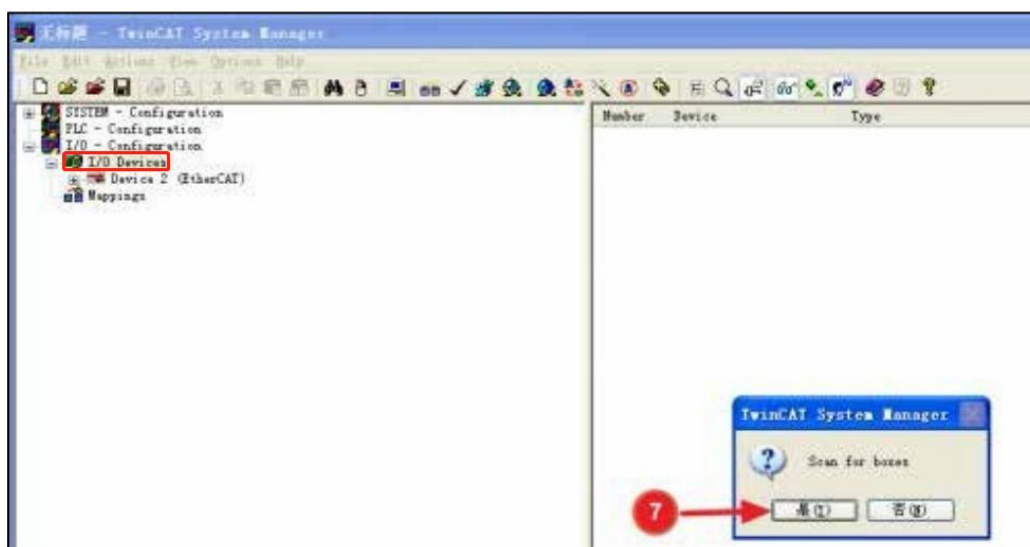 无标题 - TwinCAT System Manager
File Edit Actions View Options Help
SYSTEM - Configuration
PLC - Configuration
I/O - Configuration
I/O Devices
Device 2 (EtherCAT)
Mappings
Number Device Type
TwinCAT System Manager
Scan for boxes
7
是(Y) 否(N)